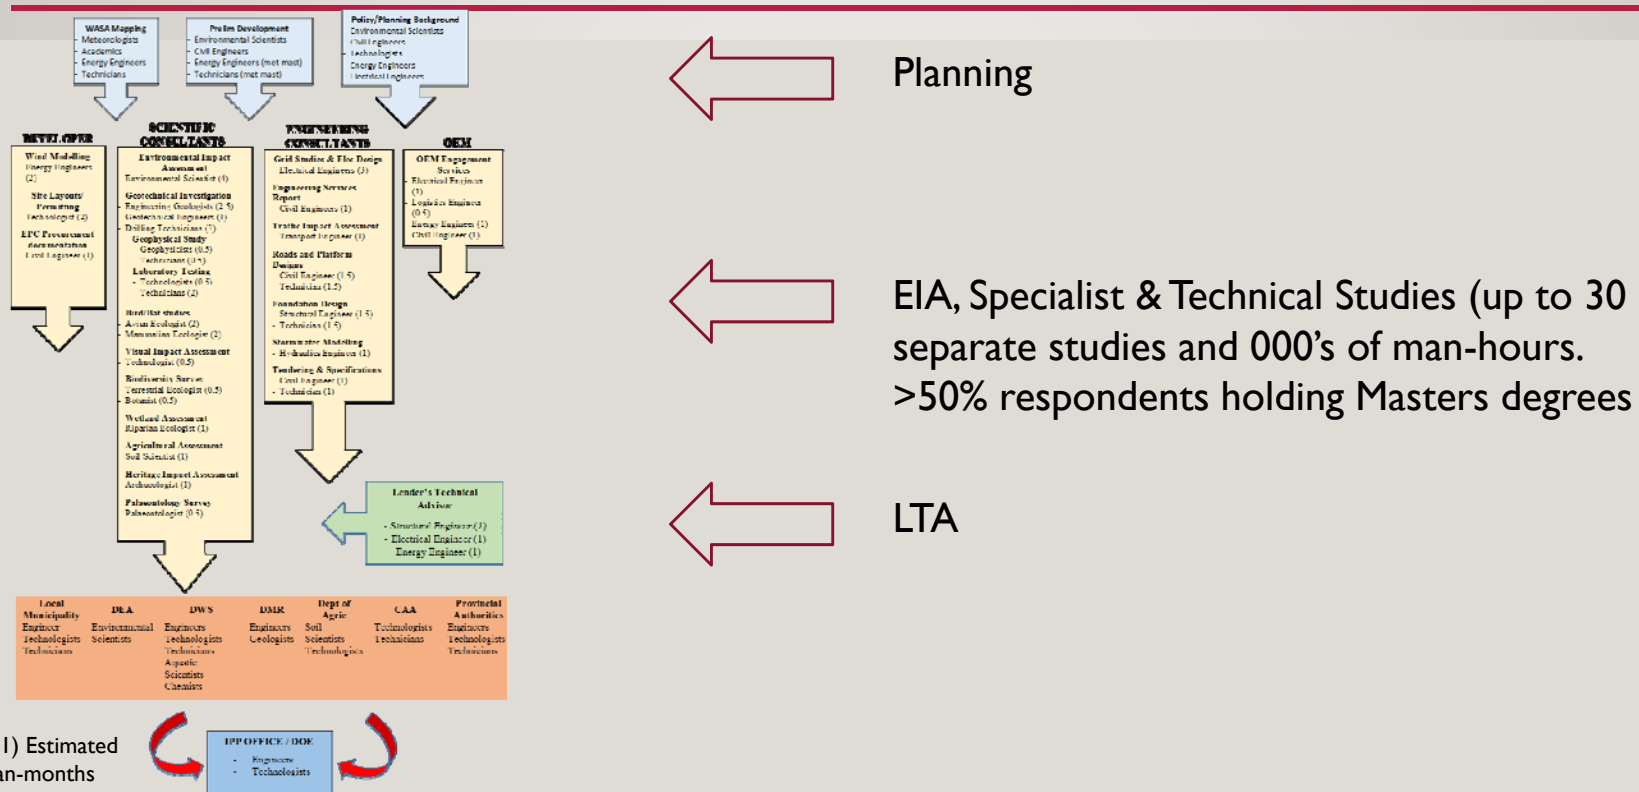 WASA Mapping
- Meteorologists
- Academics
- Energy Engineers
- Technicians
Prelim Development
- Environmental Scientists
- Civil Engineers
- Energy Engineers (met mast)
- Technicians (met mast)
Policy/Planning Background
Environmental Scientists
Civil Engineers
- Technologists
Energy Engineers
Electrical Engineers
Planning
DEVELOPER
Wind Modelling
Energy Engineers
(2)
Site Layouts/
Permitting
Technologist (2)
EPC Procurement
documentation
Civil Engineer (1)
SCIENTIFIC
CONSULTANTS
Environmental Impact
Assessment
Environmental Scientist (4)
Geotechnical Investigation
- Engineering Geologists (2.5)
Geotechnical Engineers (1)
- Drilling Technicians (3)
Geophysical Study
Geophysicists (0.5)
Technicians (0.5)
Laboratory Testing
- Technologists (0.5)
Technicians (2)
Bird/Bat studies
- Avian Ecologist (2)
- Mammalian Ecologist (2)
Visual Impact Assessment
Technologist (0.5)
Biodiversity Survey
Terrestrial Ecologist (0.5)
- Botanist (0.5)
Wetland Assessment
Riparian Ecologist (1)
Agricultural Assessment
Soil Scientist (1)
Heritage Impact Assessment
Archaeologist (1)
Palaeontology Survey
Palaeontologist (0.5)
ENGINEERING
CONSULTANTS
Grid Studies & Elec Design
Electrical Engineers (3)
Engineering Services
Report
Civil Engineers (1)
Traffic Impact Assessment
Transport Engineer (1)
Roads and Platform
Designs
Civil Engineer (1.5)
Technician (1.5)
Foundation Design
Structural Engineer (1.5)
- Technician (1.5)
Stormwater Modelling
- Hydraulics Engineer (1)
Tendering & Specifications
Civil Engineer (1)
- Technician (1)
OEM
OEM Engagement
Services
- Electrical Engineer
(1)
- Logistics Engineer
(0.5)
Energy Engineer (1)
Civil Engineer (1)
EIA, Specialist & Technical Studies (up to 30
separate studies and 000's of man-hours.
>50% respondents holding Masters degrees
Lender's Technical
Advisor
- Structural Engineer (1)
- Electrical Engineer (1)
Energy Engineer (1)
LTA
Local
Municipality
Engineer
Technologists
Technicians
DEA
Environmental
Scientists
DWS
Engineers
Technologists
Technicians
Aquatic
Scientists
Chemists
DMR
Engineers
Geologists
Dept of
Agric
Soil
Scientists
Technologists
CAA
Technologists
Technicians
Provincial
Authorities
Engineers
Technologists
Technicians
1) Estimated
an-months
IPP OFFICE / DOE
- Engineers
- Technologists